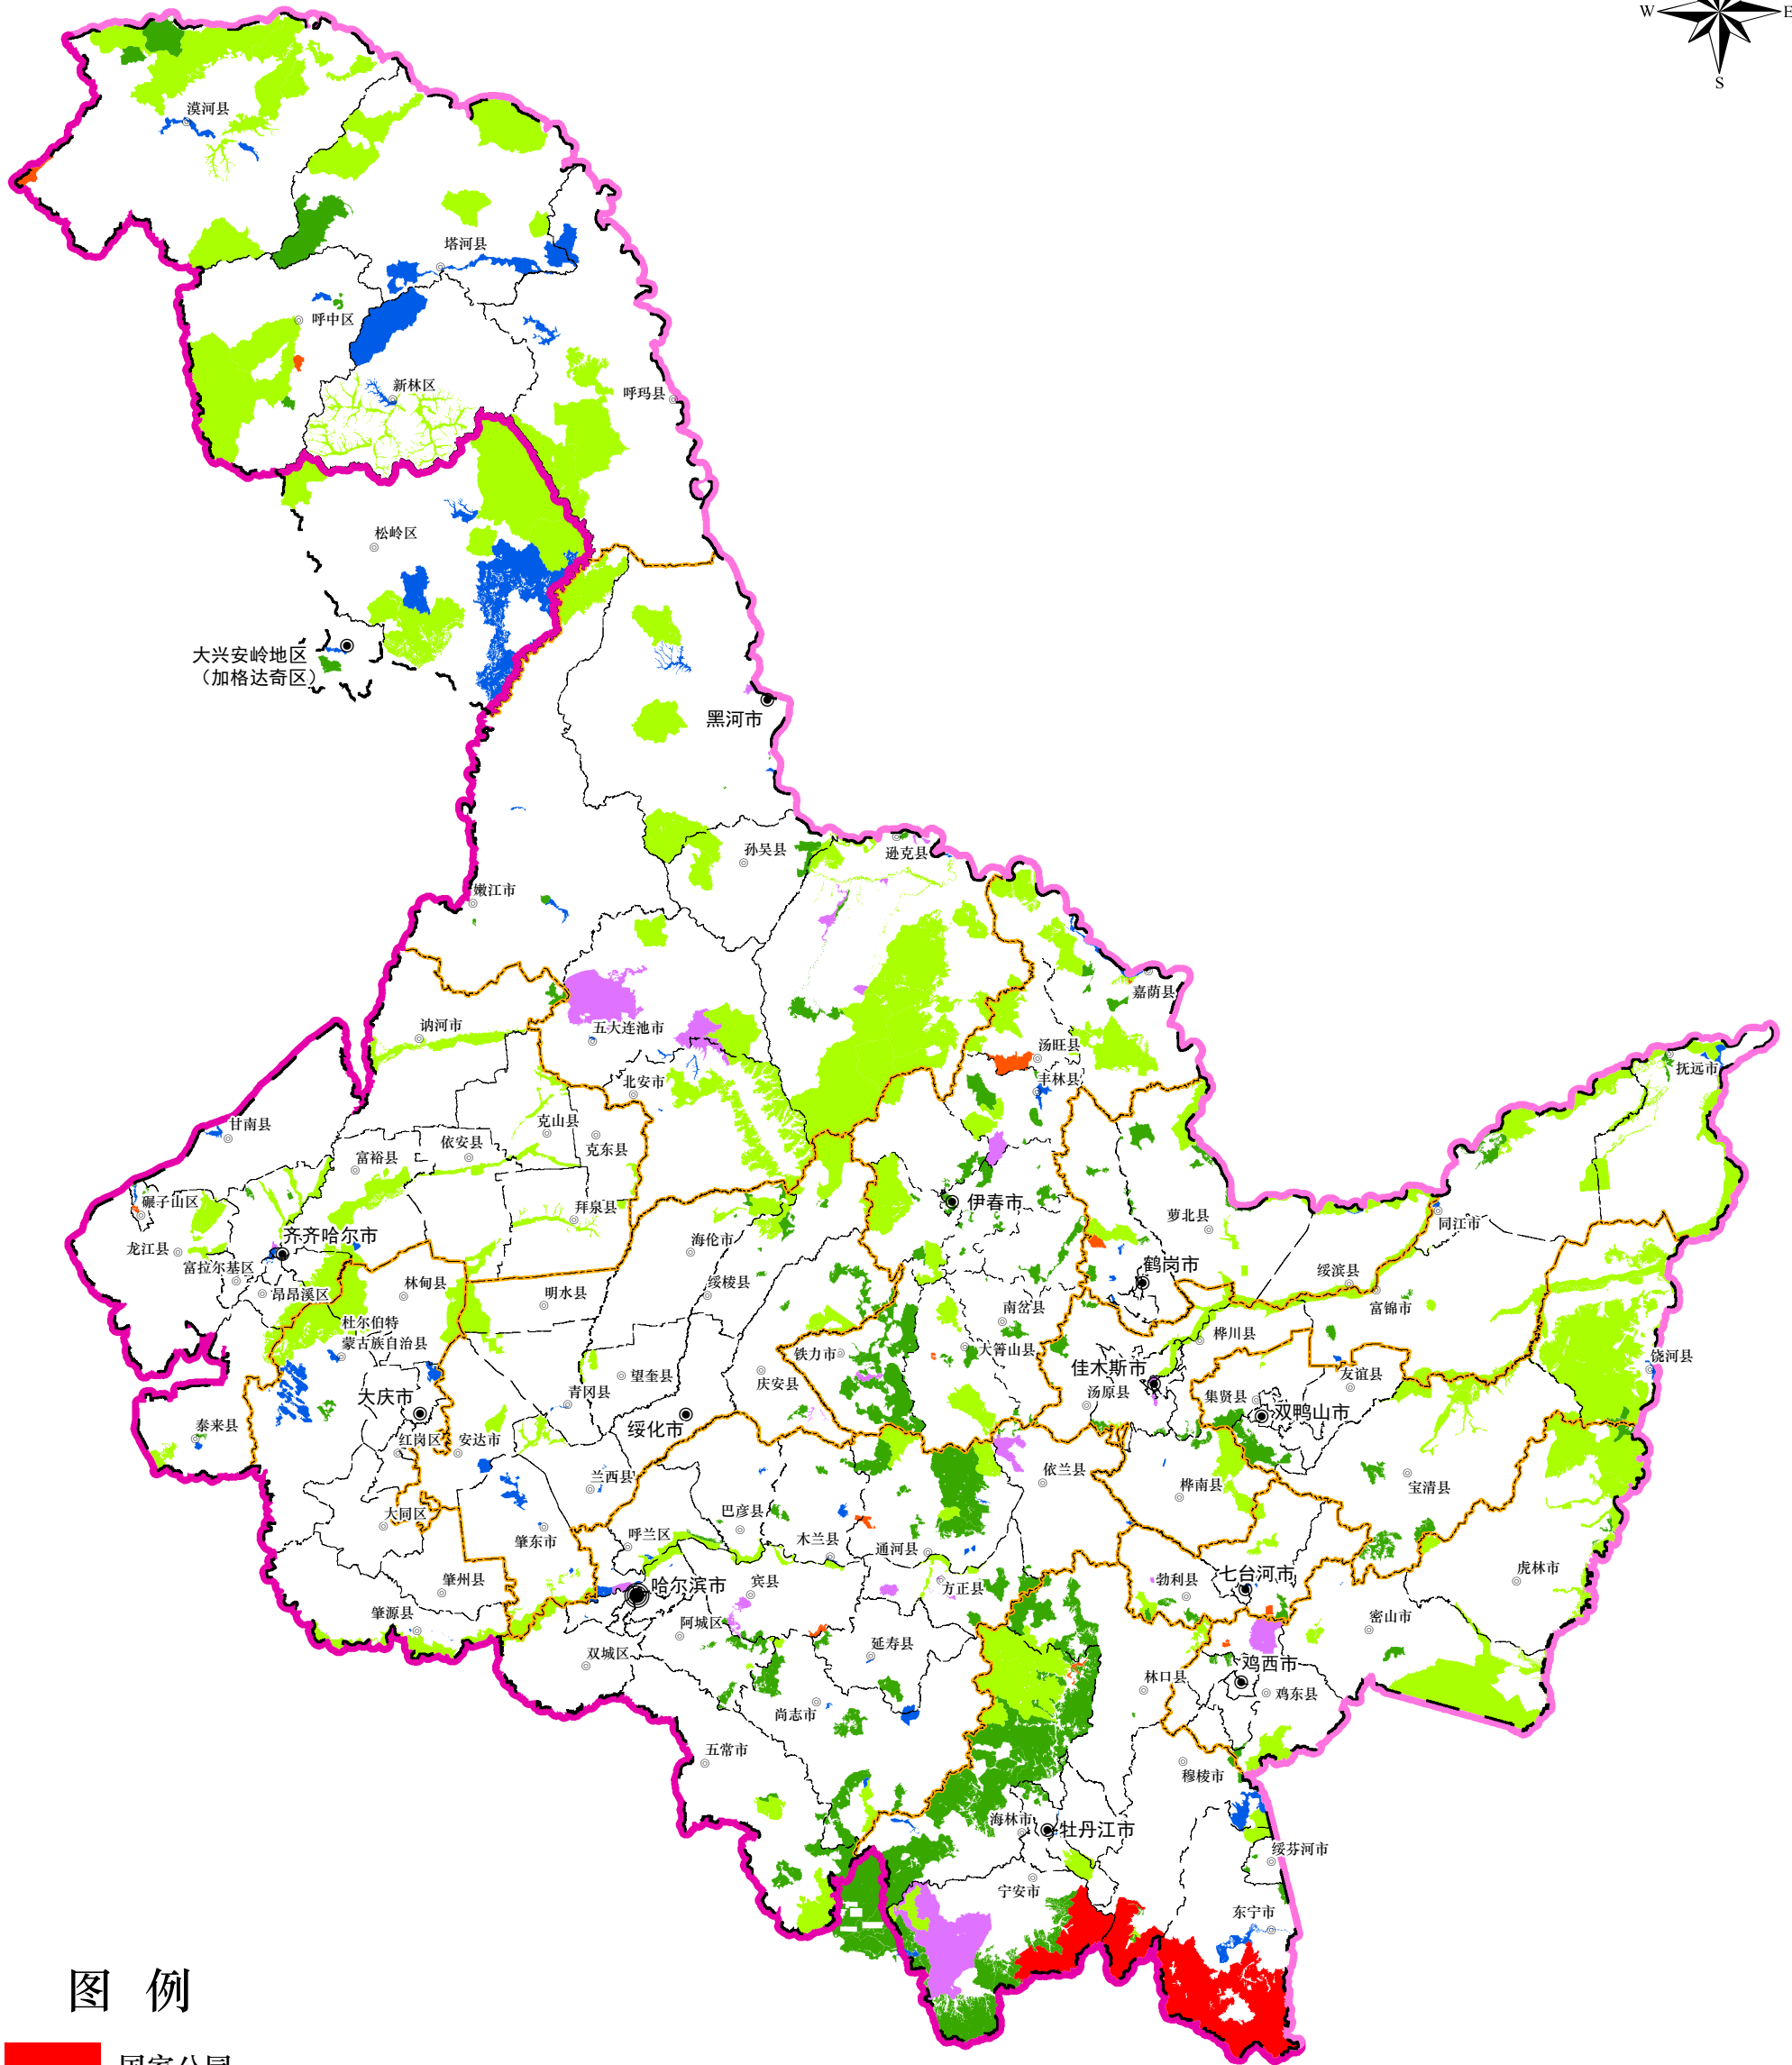 W
E
S
漠河县
塔河县
呼中区
新林区
呼玛县
松岭区
大兴安岭地区
（加格达奇区）
黑河市
孙吴县
逊克县
嫩江市
嘉荫县
讷河市
五大连池市
汤旺县
抚远市
北安市
丰林县
甘南县
克山县
依安县
克东县
富裕县
碾子山区
拜泉县
伊春市
萝北县
同江市
龙江县
齐齐哈尔市
海伦市
富拉尔基区
鹤岗市
绥滨县
昂昂溪区
林甸县
明水县
绥棱县
南岔县
富锦市
杜尔伯特
蒙古族自治县
铁力市
大箐山县
桦川县
饶河县
望奎县
庆安县
佳木斯市
友谊县
大庆市
青冈县
汤原县
集贤县
双鸭山市
泰来县
红岗区
安达市
绥化市
兰西县
依兰县
桦南县
宝清县
大同区
肇东市
呼兰区
巴彦县
木兰县
通河县
虎林市
肇州县
哈尔滨市
宾县
方正县
勃利县
七台河市
肇源县
阿城区
密山市
双城区
延寿县
林口县
鸡西市
鸡东县
尚志市
五常市
穆棱市
海林市
牡丹江市
绥芬河市
宁安市
东宁市
图 例
国家公园